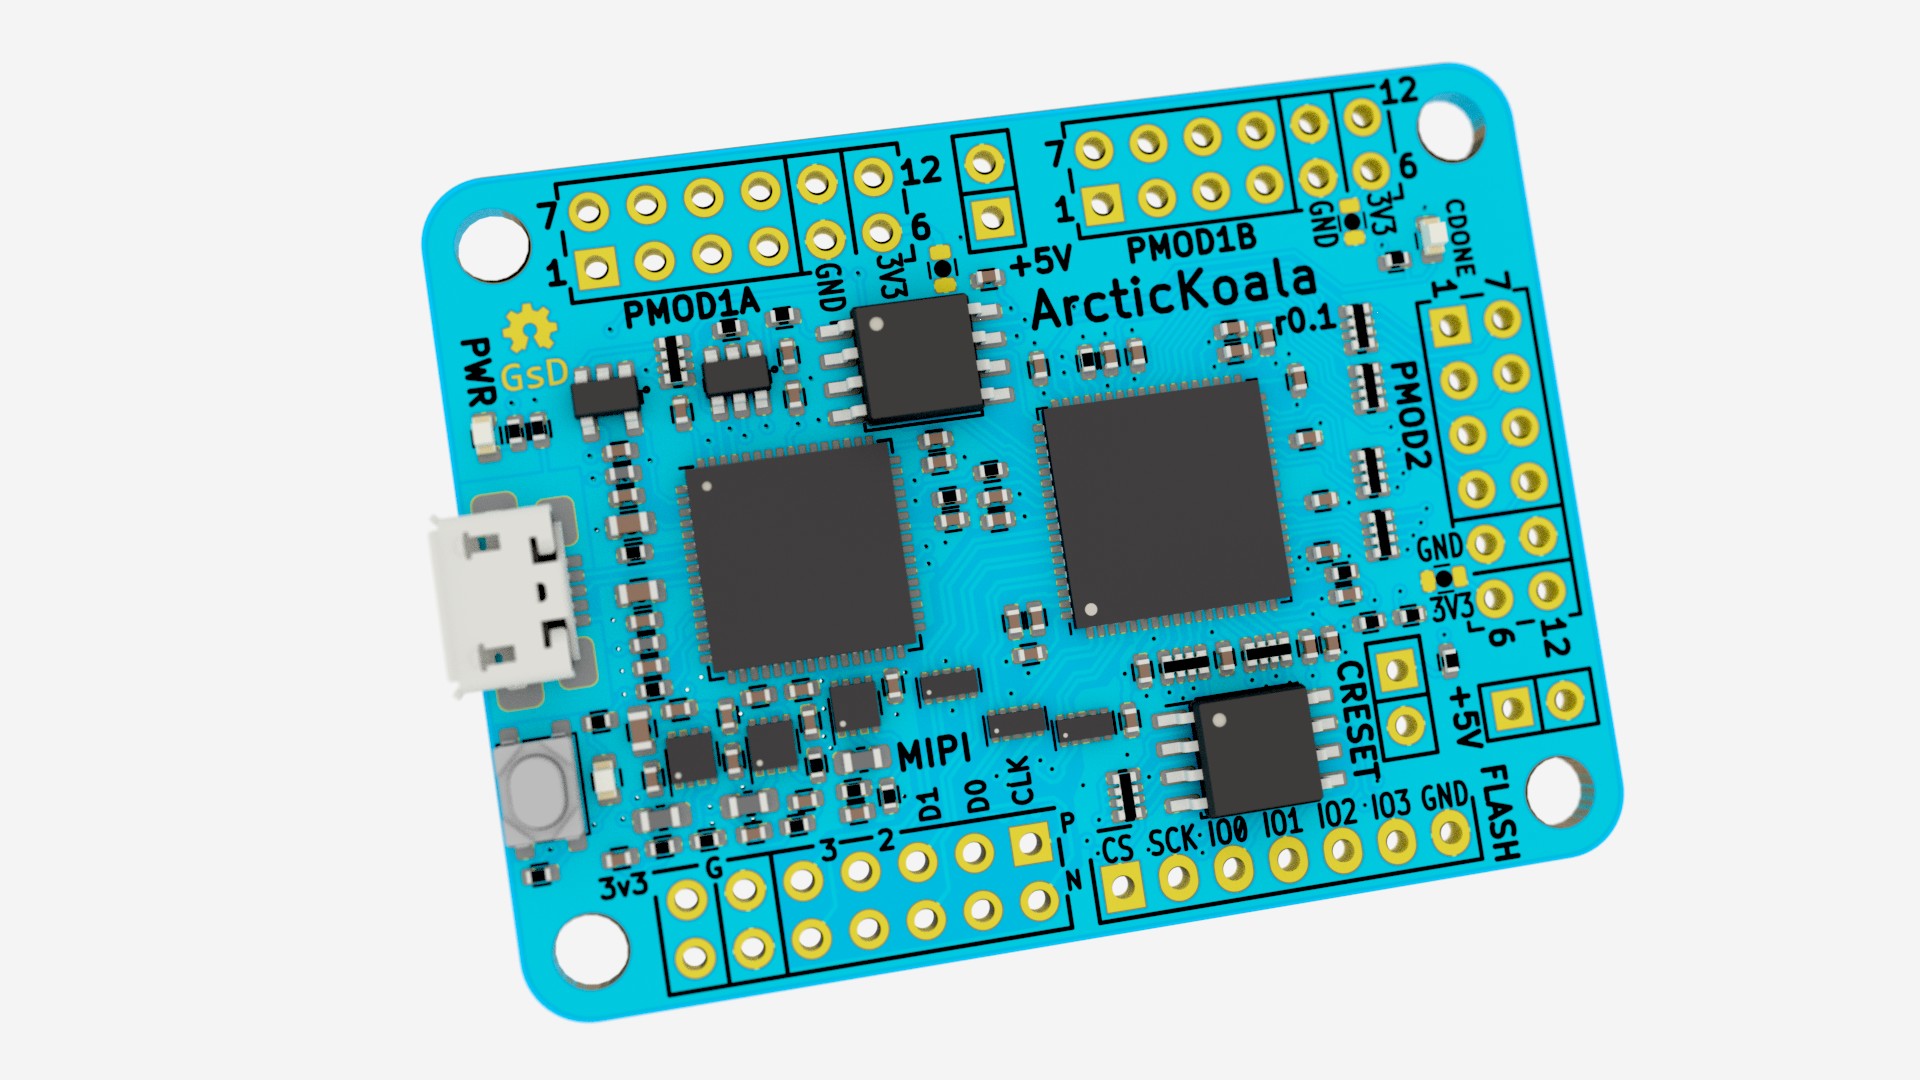 12
7
6
1
PMOD1B
GND
3V3
CDONE
12
7
6
1
PMOD1A
GND
3V3
+5V
ArcticKoala
r0.1
GsD
PWR
1
7
PMOD2
GND
3V3
6
12
CRESET
+5V
MIPI
D1
D0
CLK
P
N
3v3
G
3
2
CS
SCK
IO0
IO1
IO2
IO3
GND
FLASH